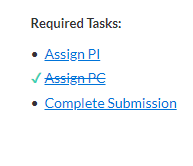 Required Tasks:
• Assign PI
✓ Assign PC
• Complete Submission